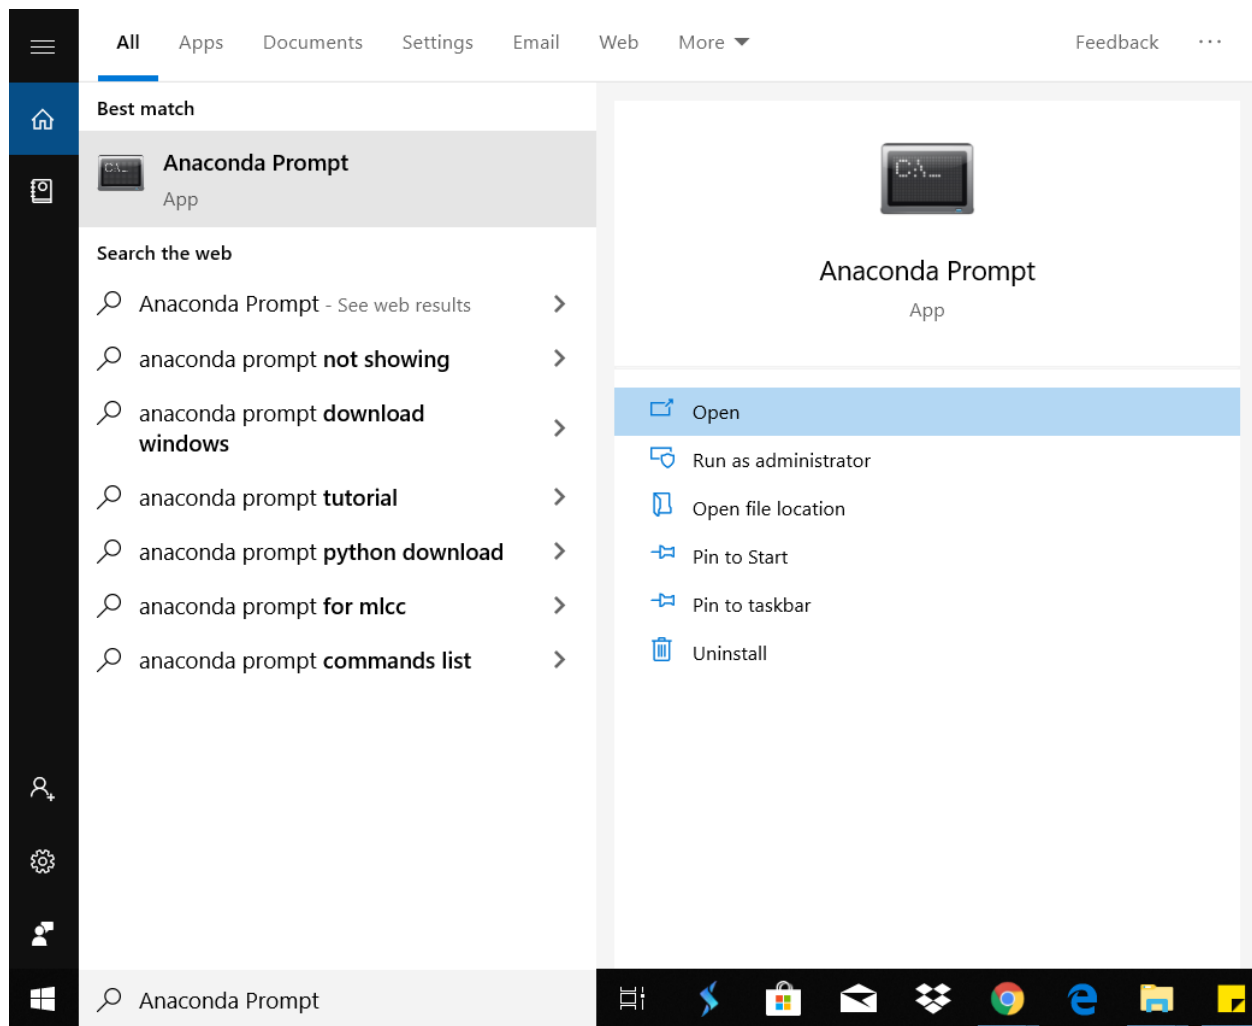 All Apps Documents Settings Email Web More Feedback ...
Best match
Anaconda Prompt
App
Search the web
Anaconda Prompt - See web results
anaconda prompt not showing
anaconda prompt download
windows
anaconda prompt tutorial
anaconda prompt python download
anaconda prompt for mlcc
anaconda prompt commands list
C:\_
Anaconda Prompt
App
Open
Run as administrator
Open file location
Pin to Start
Pin to taskbar
Uninstall
Anaconda Prompt